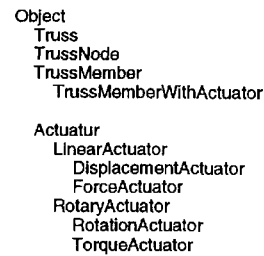 Object
Truss
TrussNode
TrussMember
TrussMemberWithActuator
Actuatur
LinearActuator
DisplacementActuator
ForceActuator
RotaryActuator
RotationActuator
TorqueActuator